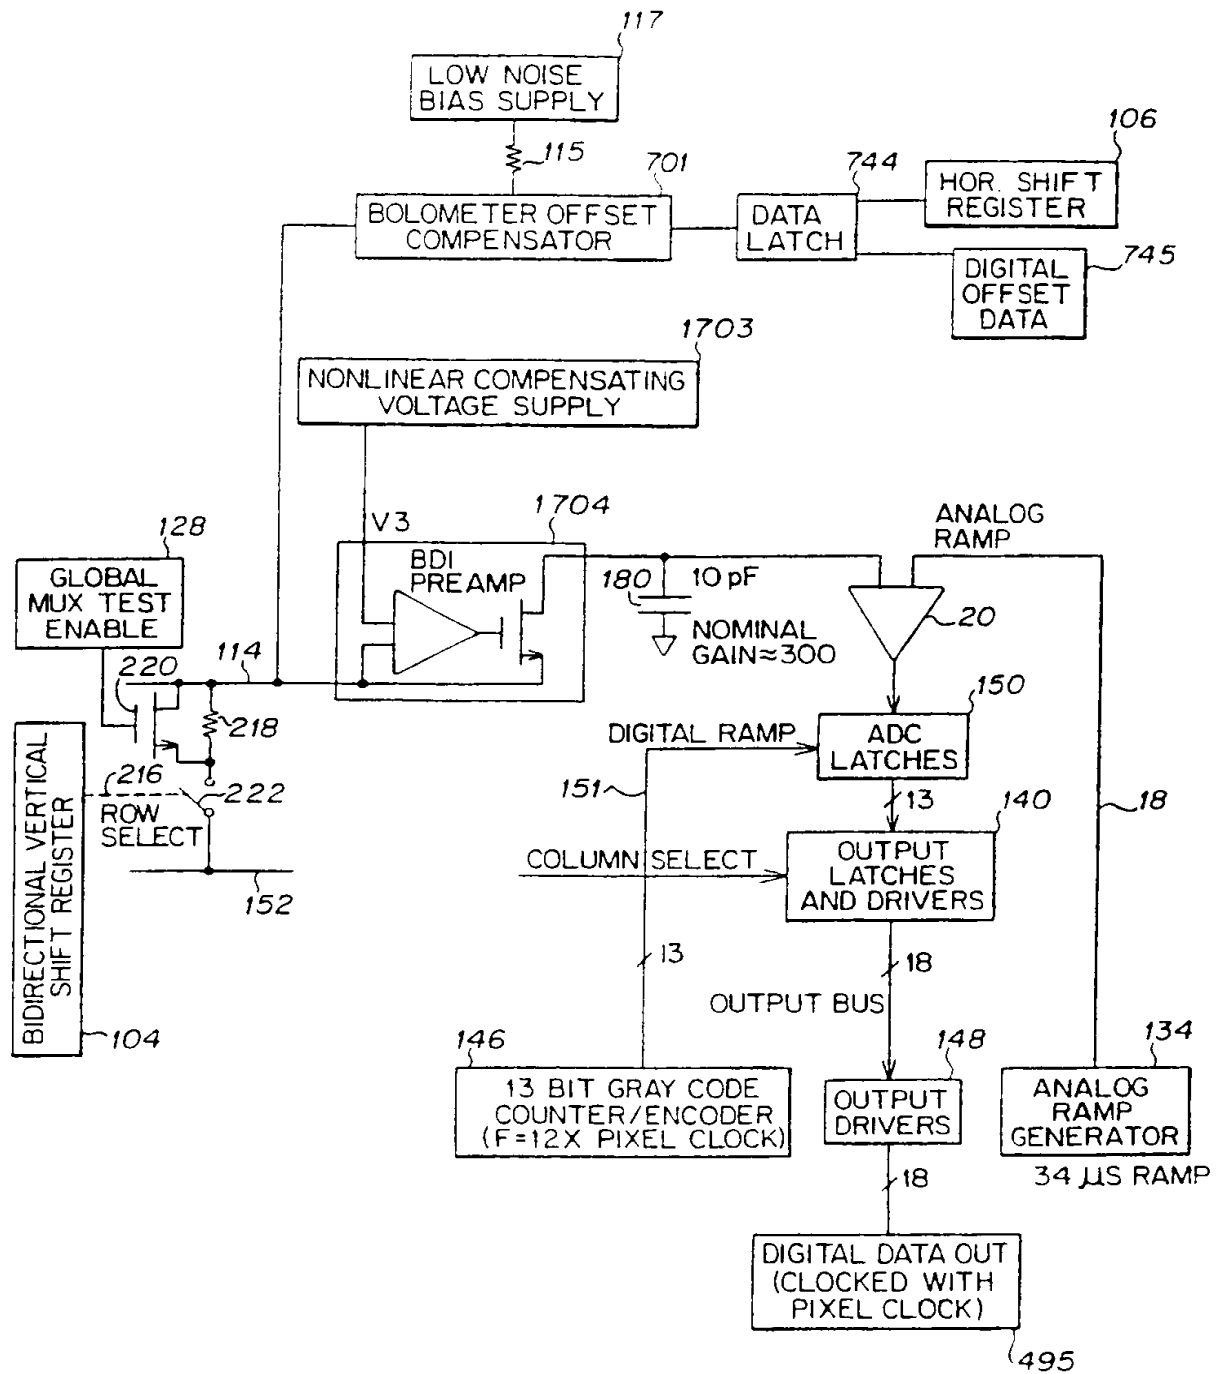 117
LOW NOISE
BIAS SUPPLY
115
701
BOLOMETER OFFSET
COMPENSATOR
744
DATA
LATCH
106
HOR. SHIFT
REGISTER
745
DIGITAL
OFFSET
DATA
1703
NONLINEAR COMPENSATING
VOLTAGE SUPPLY
V3
1704
BDI
PREAMP
128
GLOBAL
MUX TEST
ENABLE
220
114
218
216
222
ROW
SELECT
152
BIDIRECTIONAL VERTICAL
SHIFT REGISTER
104
180
10 pF
NOMINAL
GAIN≈300
ANALOG
RAMP
20
150
ADC
LATCHES
DIGITAL RAMP
151
13
140
OUTPUT
LATCHES
AND DRIVERS
COLUMN SELECT
18
13
18
OUTPUT BUS
146
13 BIT GRAY CODE
COUNTER/ENCODER
(F=12X PIXEL CLOCK)
148
OUTPUT
DRIVERS
134
ANALOG
RAMP
GENERATOR
34 µS RAMP
18
DIGITAL DATA OUT
(CLOCKED WITH
PIXEL CLOCK)
495